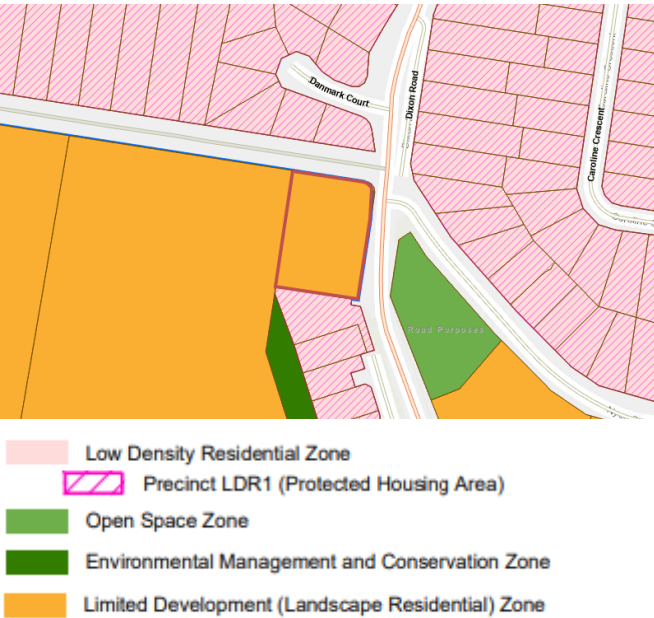 Danmark Court
Dixon Road
Caroline Crescent
Road Purposes
Low Density Residential Zone
Precinct LDR1 (Protected Housing Area)
Open Space Zone
Environmental Management and Conservation Zone
Limited Development (Landscape Residential) Zone